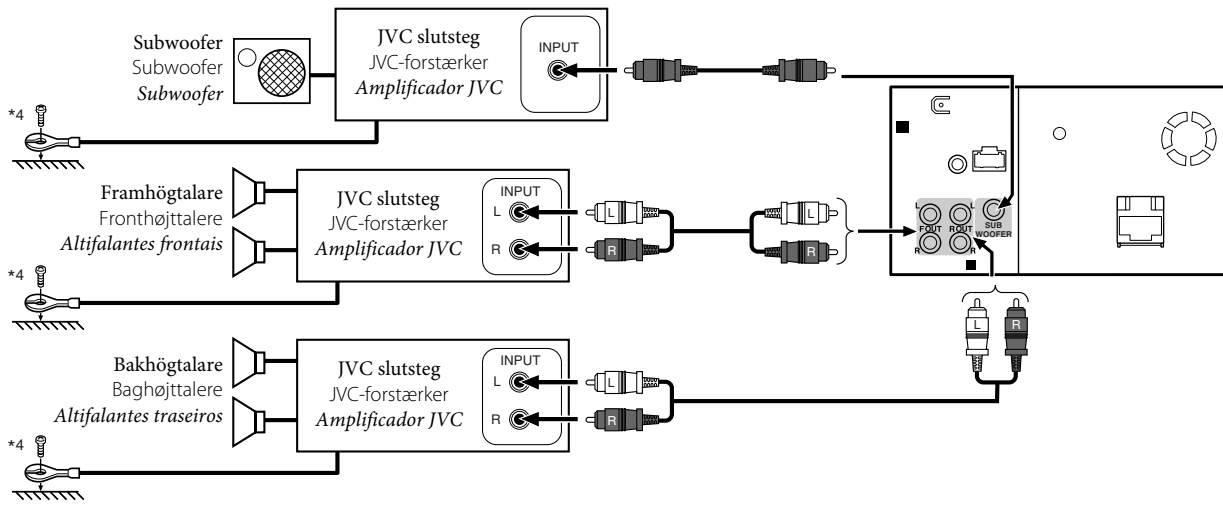 Subwoofer
Subwoofer
Subwoofer
JVC slutsteg
JVC-forstærker
Amplificador JVC
INPUT
*4
Framhögtalare
Fronthøjttalere
Altifalantes frontais
JVC slutsteg
JVC-forstærker
Amplificador JVC
INPUT
L
R
L
R
L
R
L
L
F OUT
R OUT
R
R
SUB
WOOFER
*4
L
R
Bakhögtalare
Baghøjttalere
Altifalantes traseiros
JVC slutsteg
JVC-forstærker
Amplificador JVC
INPUT
L
R
L
R
*4